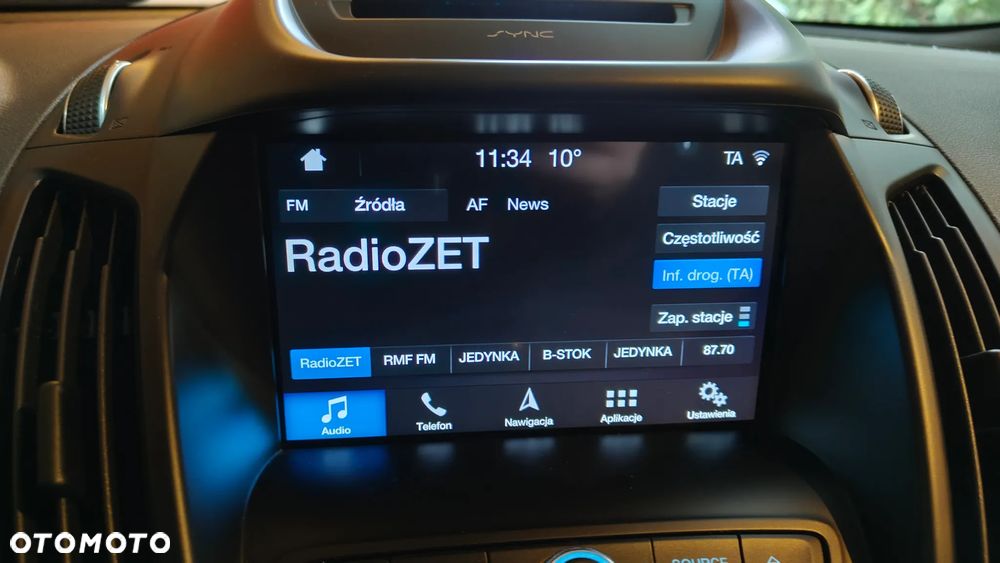 SYNC
11:34 10° TA
FM Źródła AF News Stacje
Częstotliwość
RadioZET
Inf. drog. (TA)
Zap. stacje
RadioZET RMF FM JEDYNKA B-STOK JEDYNKA 87.70
Audio Telefon Nawigacja Aplikacje Ustawienia
OTOMOTO
SOURCE